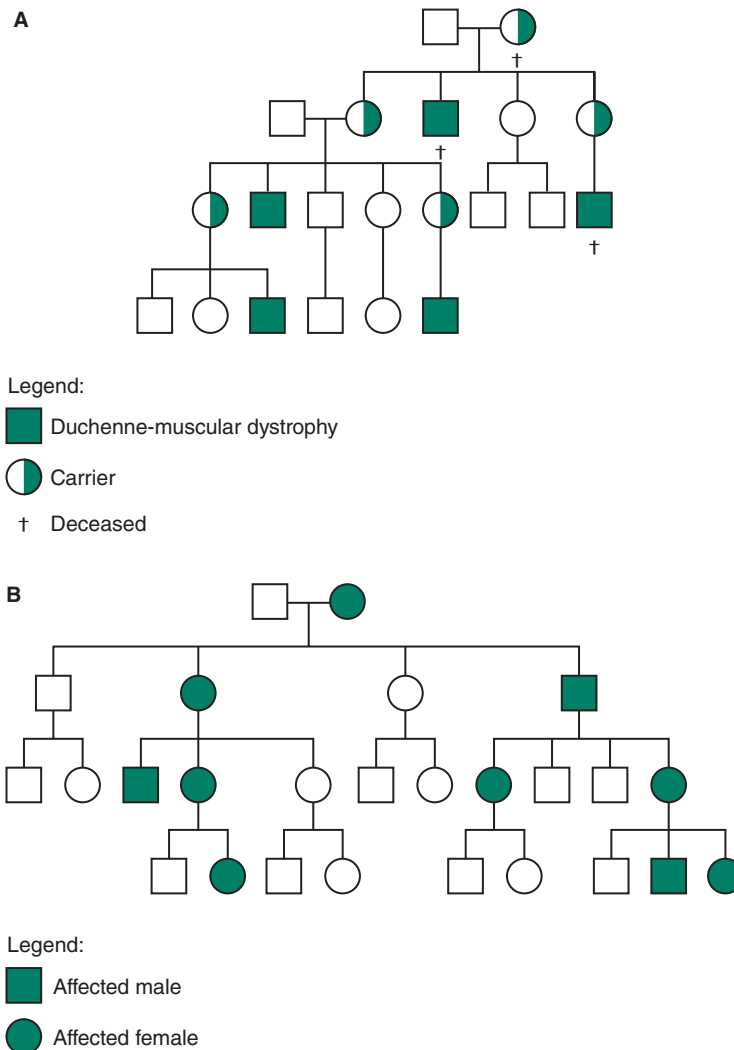 A
†
†
†
Legend:
Duchenne-muscular dystrophy
Carrier
† Deceased
B
Legend:
Affected male
Affected female